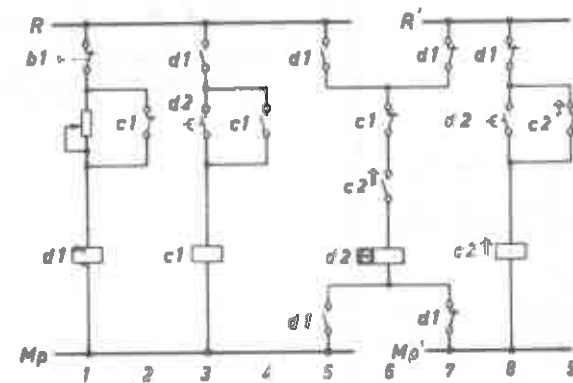 R R'
b1 d1 d1 d1 d1
d2
c1 c1 c1 d2 c2
c2
d1 c1 d2 c2
d1 d1
Mp Mp'
1 2 3 4 5 6 7 8 9